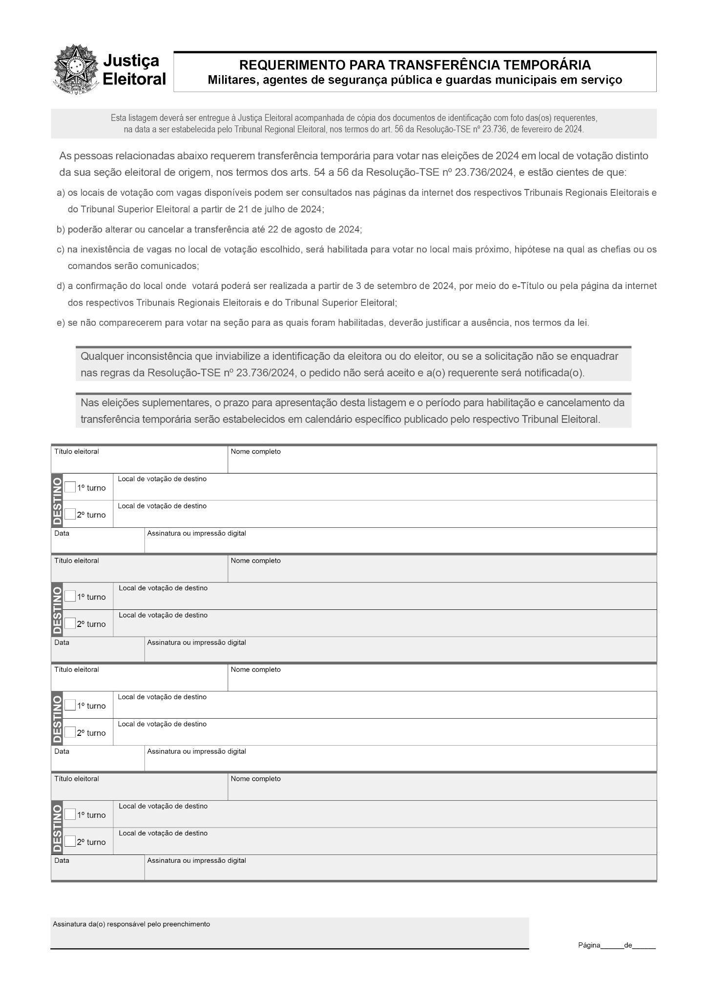 Justiça
Eleitoral
REQUERIMENTO PARA TRANSFERÊNCIA TEMPORÁRIA
Militares, agentes de segurança pública e guardas municipais em serviço
Esta listagem deverá ser entregue à Justiça Eleitoral acompanhada de cópia dos documentos de identificação com foto das(os) requerentes,
na data a ser estabelecida pelo Tribunal Regional Eleitoral, nos termos do art. 56 da Resolução-TSE nº 23.736, de fevereiro de 2024.
As pessoas relacionadas abaixo requerem transferência temporária para votar nas eleições de 2024 em local de votação distinto
da sua seção eleitoral de origem, nos termos dos arts. 54 a 56 da Resolução-TSE nº 23.736/2024, e estão cientes de que:
a) os locais de votação com vagas disponíveis podem ser consultados nas páginas da internet dos respectivos Tribunais Regionais Eleitorais e
do Tribunal Superior Eleitoral a partir de 21 de julho de 2024;
b) poderão alterar ou cancelar a transferência até 22 de agosto de 2024;
c) na inexistência de vagas no local de votação escolhido, será habilitada para votar no local mais próximo, hipótese na qual as chefias ou os
comandos serão comunicados;
d) a confirmação do local onde  votará poderá ser realizada a partir de 3 de setembro de 2024, por meio do e-Título ou pela página da internet
dos respectivos Tribunais Regionais Eleitorais e do Tribunal Superior Eleitoral;
e) se não comparecerem para votar na seção para as quais foram habilitadas, deverão justificar a ausência, nos termos da lei.
Qualquer inconsistência que inviabilize a identificação da eleitora ou do eleitor, ou se a solicitação não se enquadrar
nas regras da Resolução-TSE nº 23.736/2024, o pedido não será aceito e a(o) requerente será notificada(o).
Nas eleições suplementares, o prazo para apresentação desta listagem e o período para habilitação e cancelamento da
transferência temporária serão estabelecidos em calendário específico publicado pelo respectivo Tribunal Eleitoral.
Título eleitoral Nome completo
DESTINO
1º turno Local de votação de destino
2º turno Local de votação de destino
Data Assinatura ou impressão digital
Título eleitoral Nome completo
DESTINO
1º turno Local de votação de destino
2º turno Local de votação de destino
Data Assinatura ou impressão digital
Título eleitoral Nome completo
DESTINO
1º turno Local de votação de destino
2º turno Local de votação de destino
Data Assinatura ou impressão digital
Título eleitoral Nome completo
DESTINO
1º turno Local de votação de destino
2º turno Local de votação de destino
Data Assinatura ou impressão digital
Assinatura da(o) responsável pelo preenchimento
Página______de______